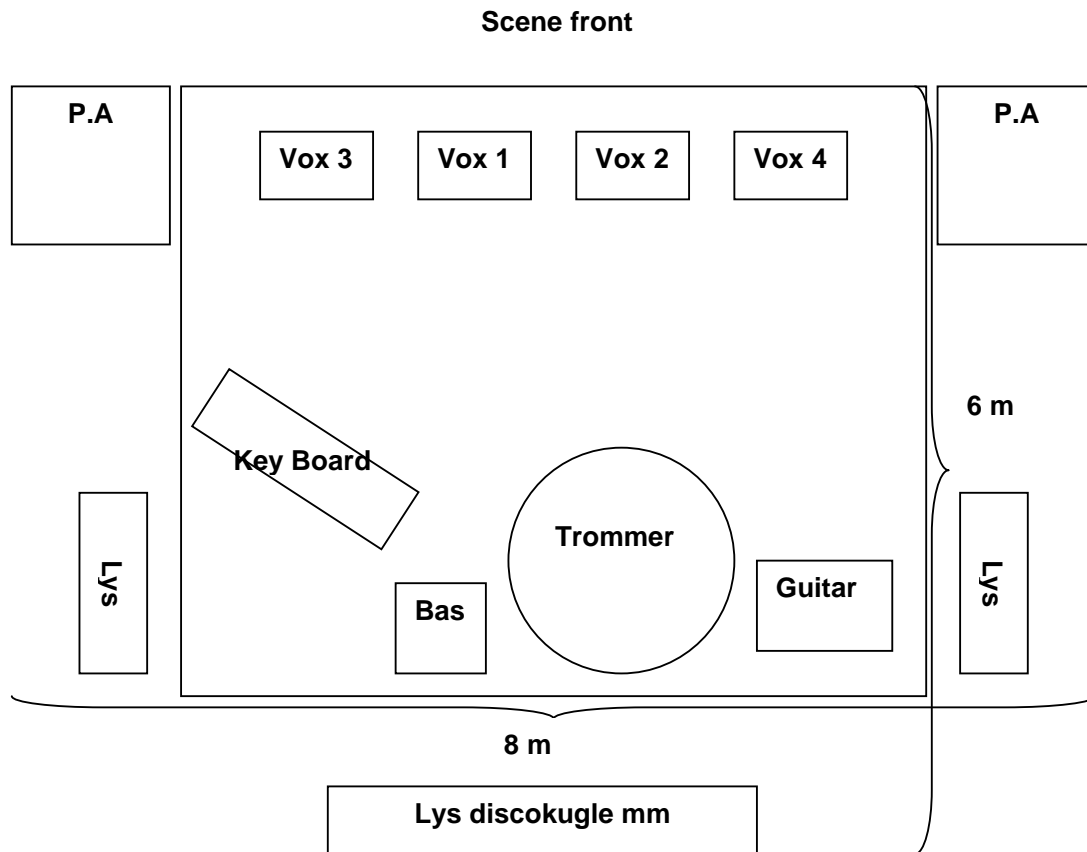 Scene front
P.A
P.A
Vox 3
Vox 1
Vox 2
Vox 4
6 m
Key Board
Trommer
Lys
Bas
Guitar
Lys
8 m
Lys discokugle mm